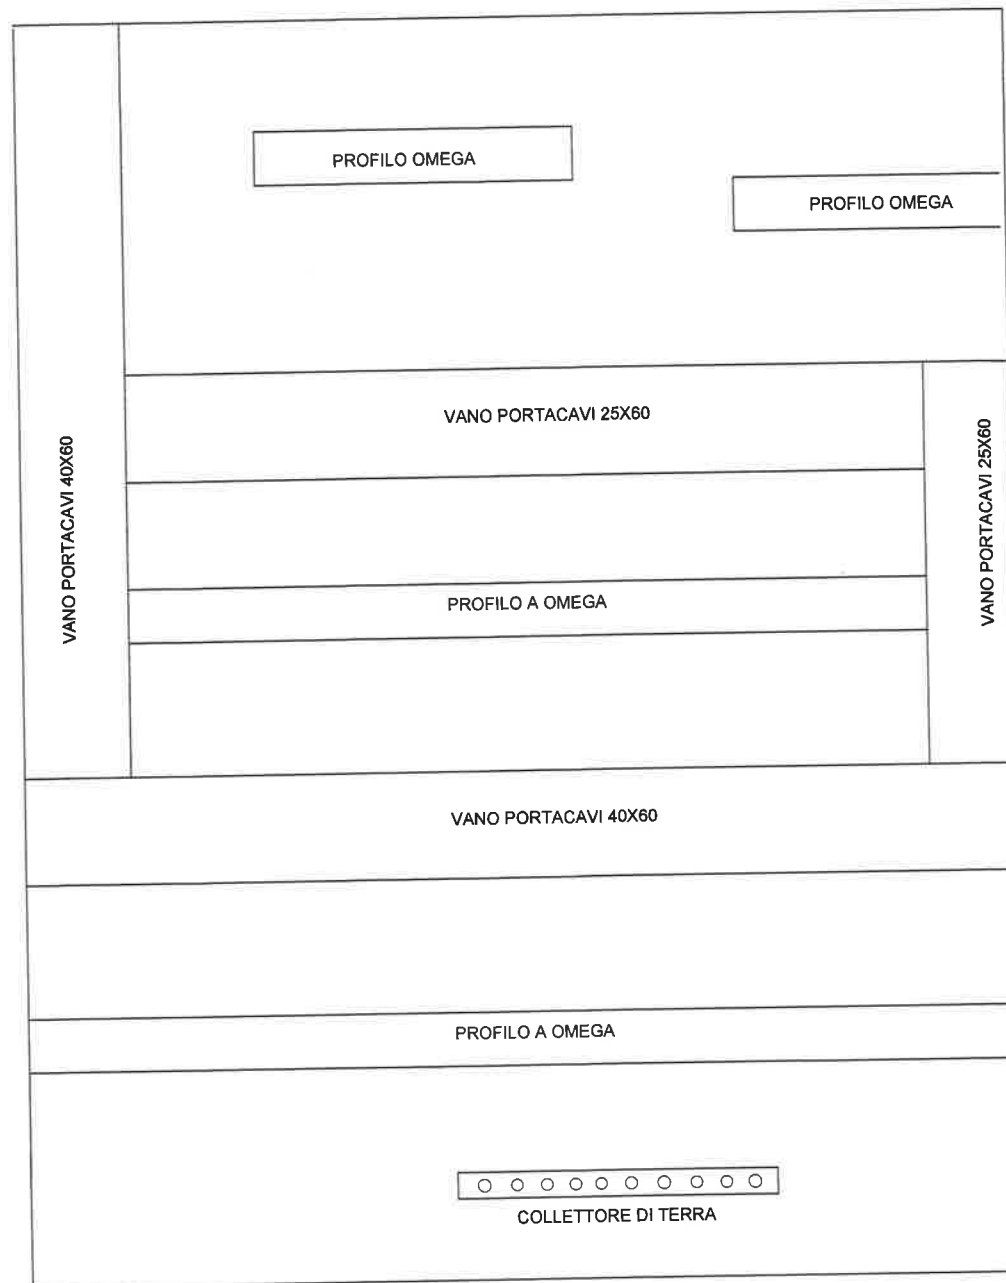 PROFILO OMEGA
PROFILO OMEGA
VANO PORTACAVI 25X60
VANO PORTACAVI 40X60
VANO PORTACAVI 25X60
PROFILO A OMEGA
VANO PORTACAVI 40X60
PROFILO A OMEGA
COLLETTORE DI TERRA